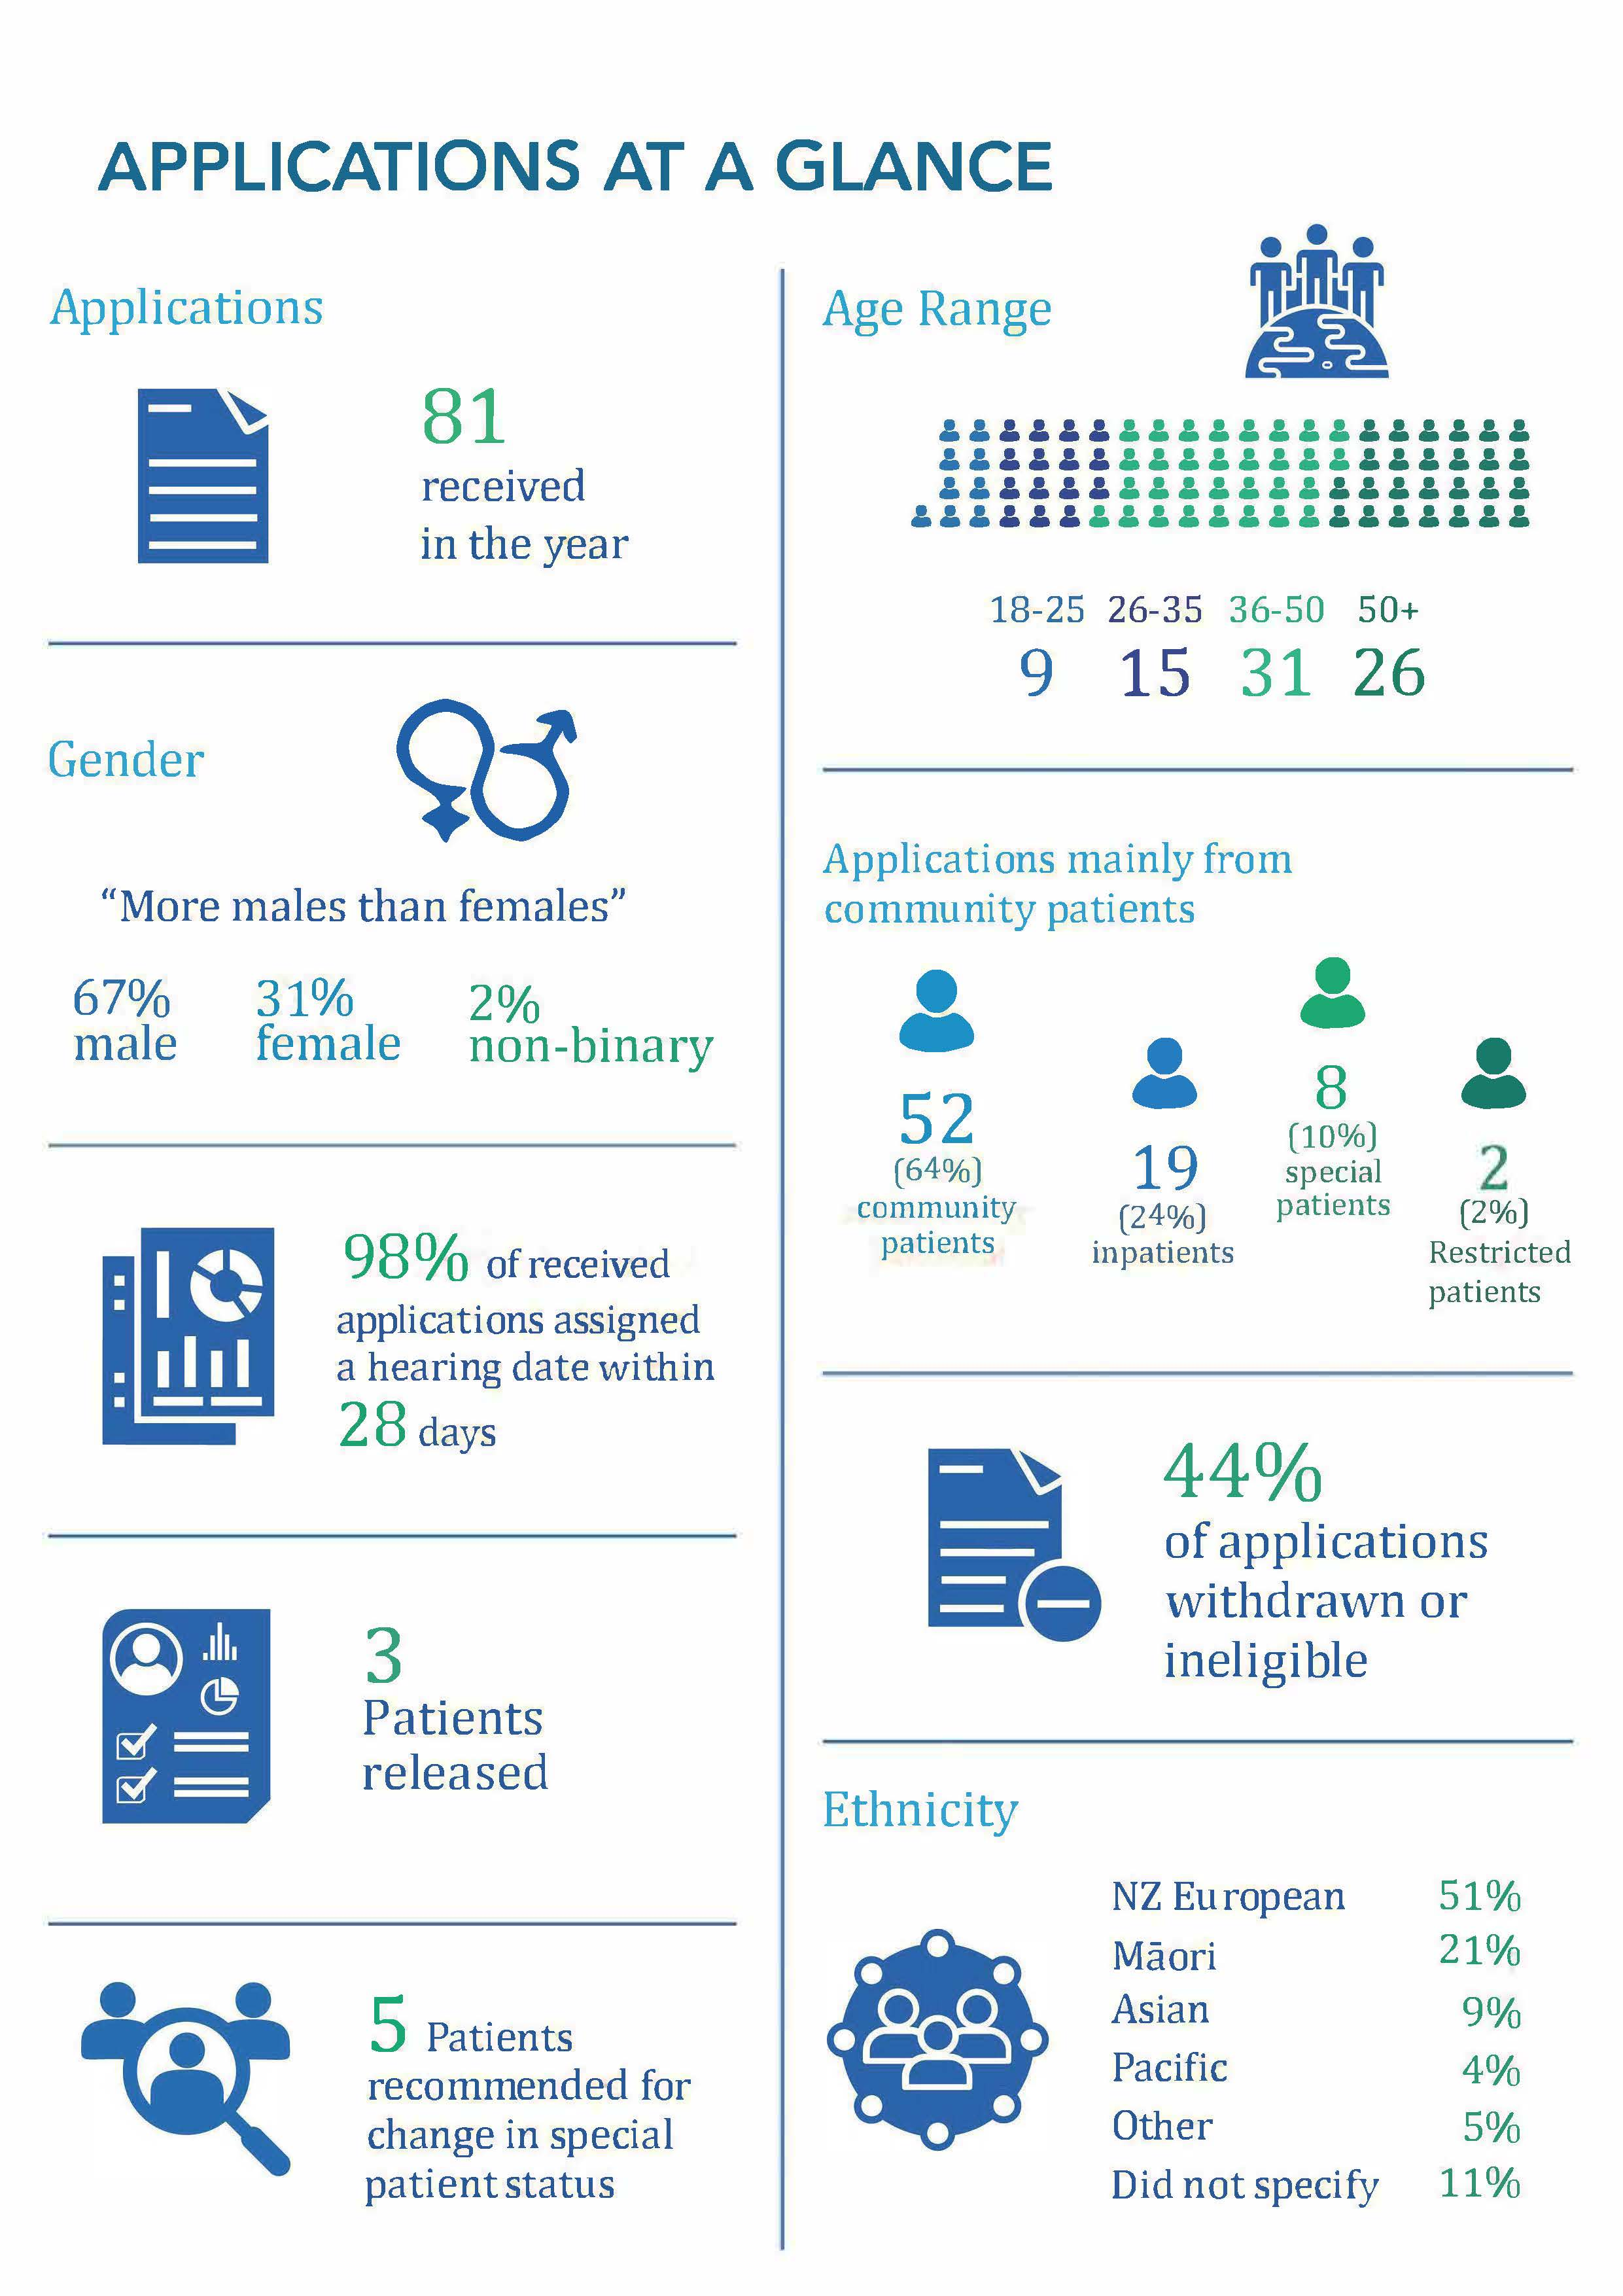 APPLICATIONS AT A GLANCE
Applications
81
received
in the year
Gender
“More males than females”
67%
male
31%
female
2%
non-binary
98% of received
applications assigned
a hearing date within
28 days
3
Patients
released
5 Patients
recommended for
change in special
patient status
Age Range
18-25 26-35 36-50 50+
9 15 31 26
Applications mainly from
community patients
52
(64%)
community
patients
19
(24%)
inpatients
8
(10%)
special
patients
2
(2%)
Restricted
patients
44%
of applications
withdrawn or
ineligible
Ethnicity
NZ European 51%
Māori 21%
Asian 9%
Pacific 4%
Other 5%
Did not specify 11%